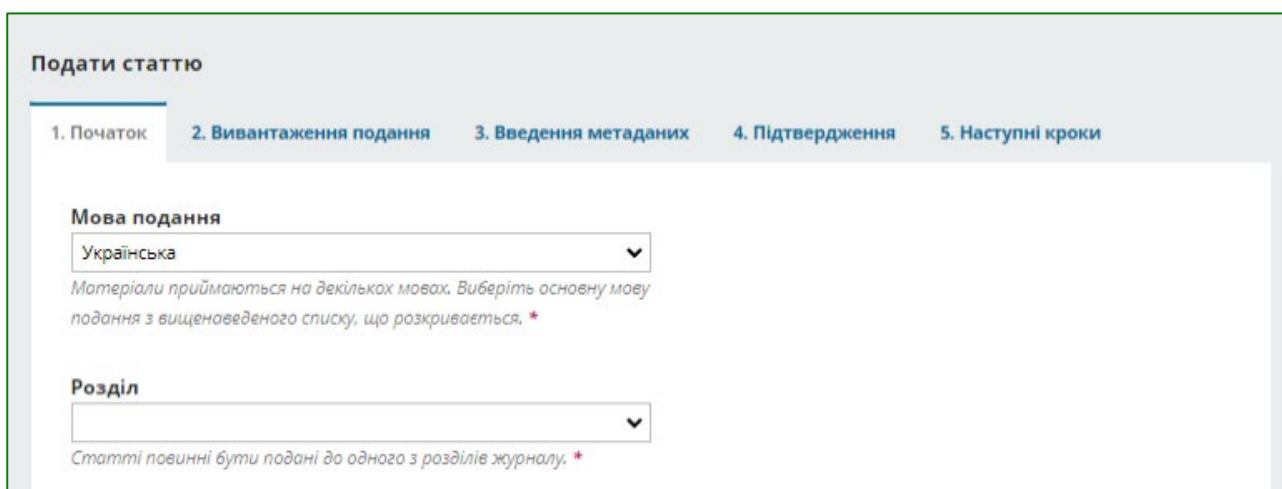 Подати статтю
1. Початок 2. Вивантаження подання 3. Введення метаданих 4. Підтвердження 5. Наступні кроки
Мова подання
Українська
Матеріали приймаються на декількох мовах. Виберіть основну мову
подання з вищенаведеного списку, що розкривається. *
Розділ
Статті повинні бути подані до одного з розділів журналу. *